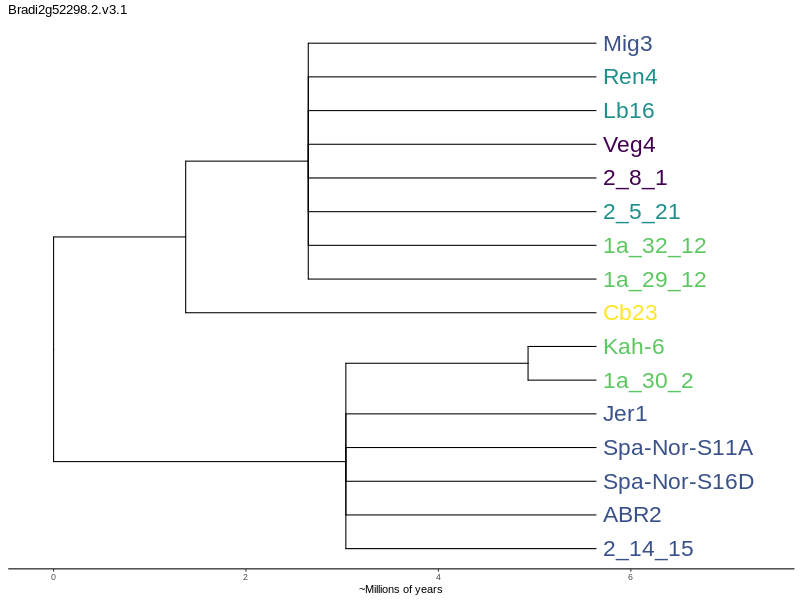 Bradi2g52298.2.v3.1
Mig3
Ren4
Lb16
Veg4
2_8_1
2_5_21
1a_32_12
1a_29_12
Cb23
Kah-6
1a_30_2
Jer1
Spa-Nor-S11A
Spa-Nor-S16D
ABR2
2_14_15
0 2 4 6
~Millions of years